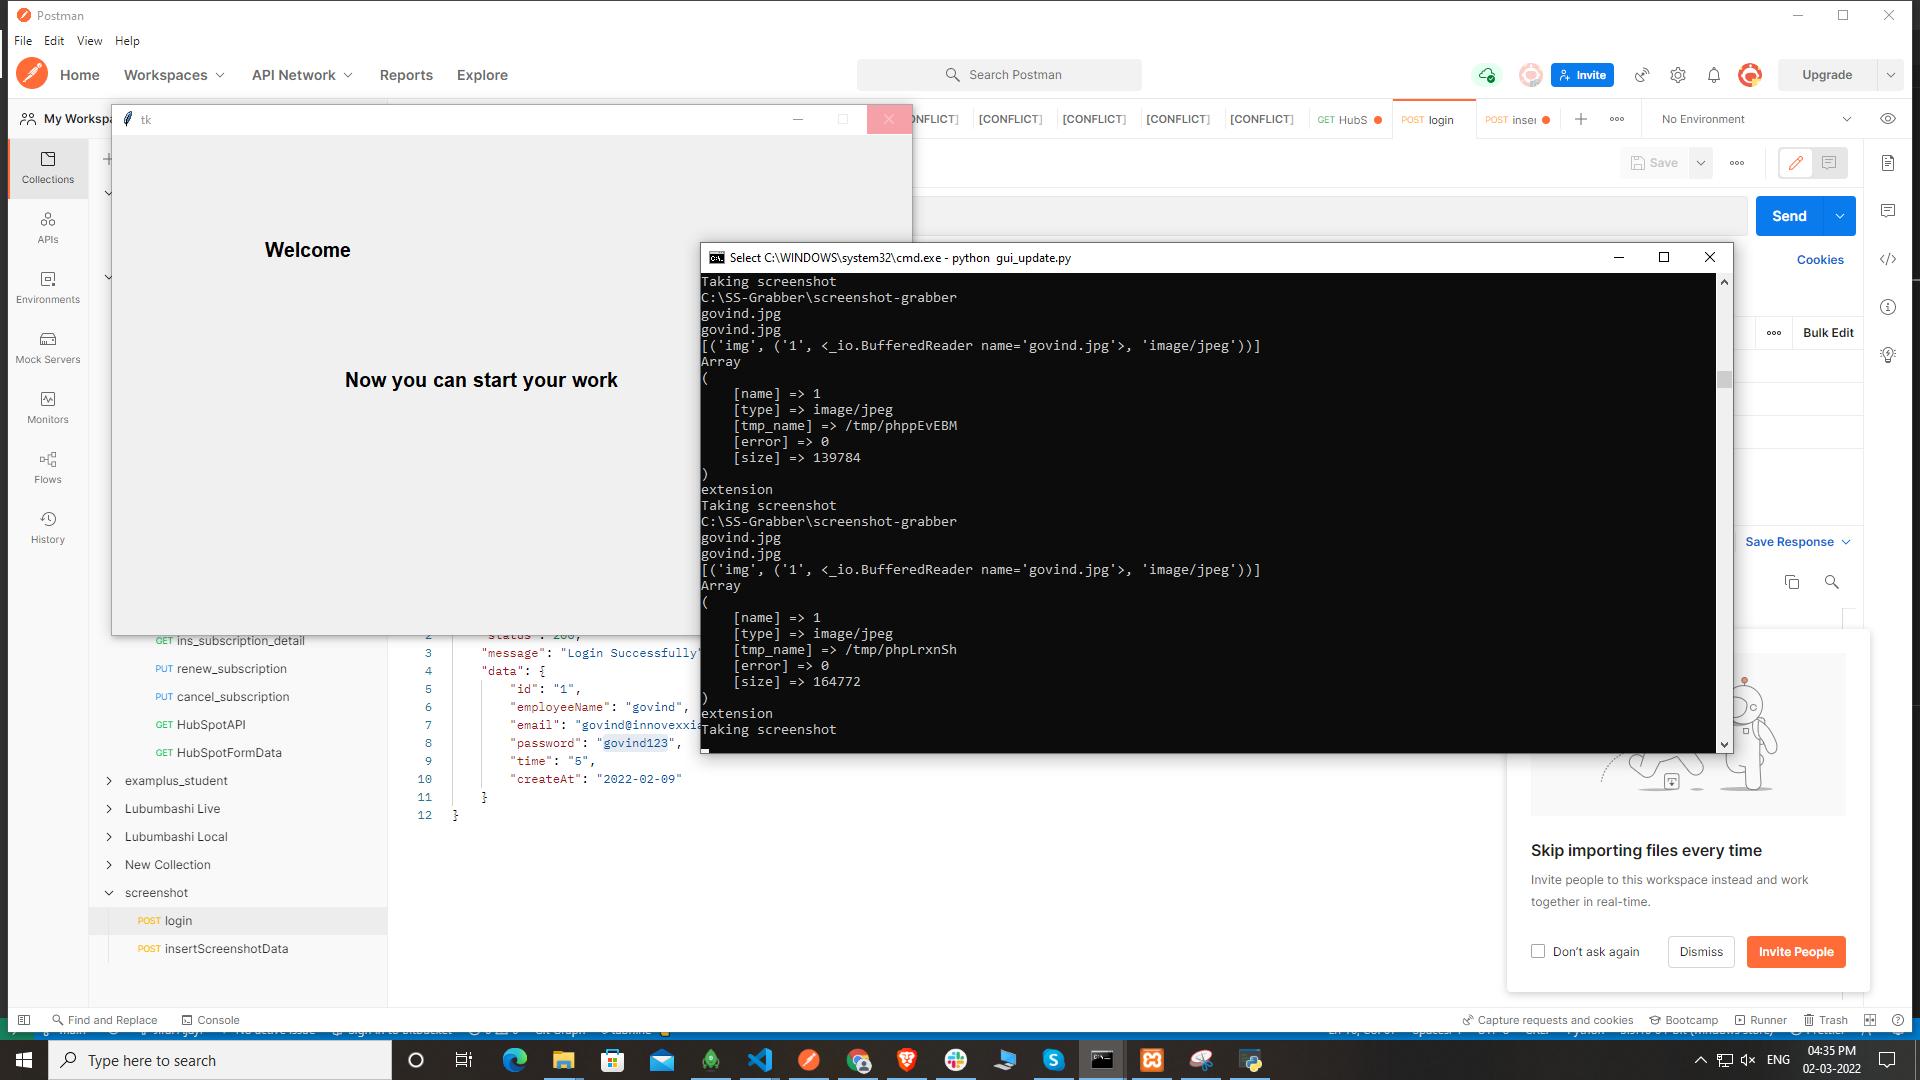 Postman
File Edit View Help
Home Workspaces API Network Reports Explore
Search Postman
Invite
Upgrade
My Workspa
tk
[CONFLICT] [CONFLICT] [CONFLICT] [CONFLICT]
GET HubS
POST login
POST inser
No Environment
Save
Collections
APIs
Environments
Mock Servers
Monitors
Flows
History
Welcome
Now you can start your work
Send
Cookies
Bulk Edit
Save Response
Select C:\WINDOWS\system32\cmd.exe - python gui_update.py
Taking screenshot
C:\SS-Grabber\screenshot-grabber
govind.jpg
govind.jpg
[('img', ('1', <_io.BufferedReader name='govind.jpg'>, 'image/jpeg'))]
Array
(
[name] => 1
[type] => image/jpeg
[tmp_name] => /tmp/phppEvEBM
[error] => 0
[size] => 139784
)
extension
Taking screenshot
C:\SS-Grabber\screenshot-grabber
govind.jpg
govind.jpg
[('img', ('1', <_io.BufferedReader name='govind.jpg'>, 'image/jpeg'))]
Array
(
[name] => 1
[type] => image/jpeg
[tmp_name] => /tmp/phpLrxnSh
[error] => 0
[size] => 164772
)
extension
Taking screenshot
GET ins_subscription_detail
PUT renew_subscription
PUT cancel_subscription
GET HubSpotAPI
GET HubSpotFormData
examplus_student
Lubumbashi Live
Lubumbashi Local
New Collection
screenshot
POST login
POST insertScreenshotData
2 "status": 200,
3 "message": "Login Successfully"
4 "data": {
5 "id": "1",
6 "employeeName": "govind",
7 "email": "govind@innovexxia
8 "password": "govind123",
9 "time": "5",
10 "createAt": "2022-02-09"
11 }
12 }
Skip importing files every time
Invite people to this workspace instead and work
together in real-time.
Don't ask again
Dismiss
Invite People
Find and Replace Console
Capture requests and cookies Bootcamp Runner Trash
Type here to search
ENG
04:35 PM
02-03-2022